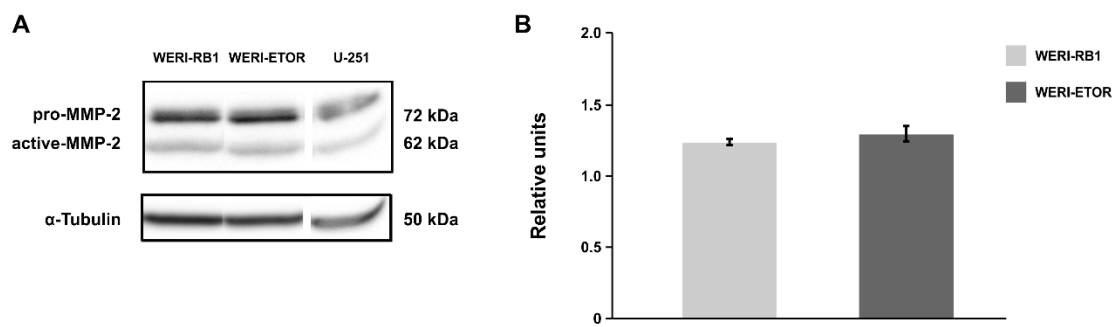 A
WERI-RB1 WERI-ETOR U-251
pro-MMP-2 72 kDa
active-MMP-2 62 kDa
α-Tubulin 50 kDa
B
Relative units
2.0
1.5
1.0
0.5
0
WERI-RB1
WERI-ETOR